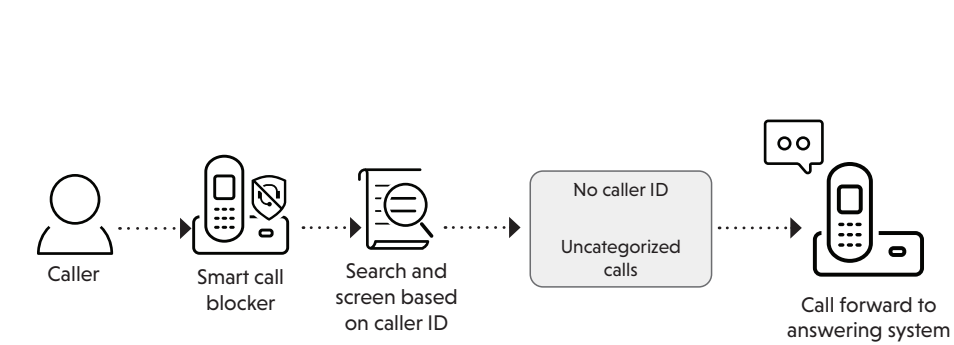 Caller
Smart call
blocker
Search and
screen based
on caller ID
No caller ID
Uncategorized
calls
Call forward to
answering system